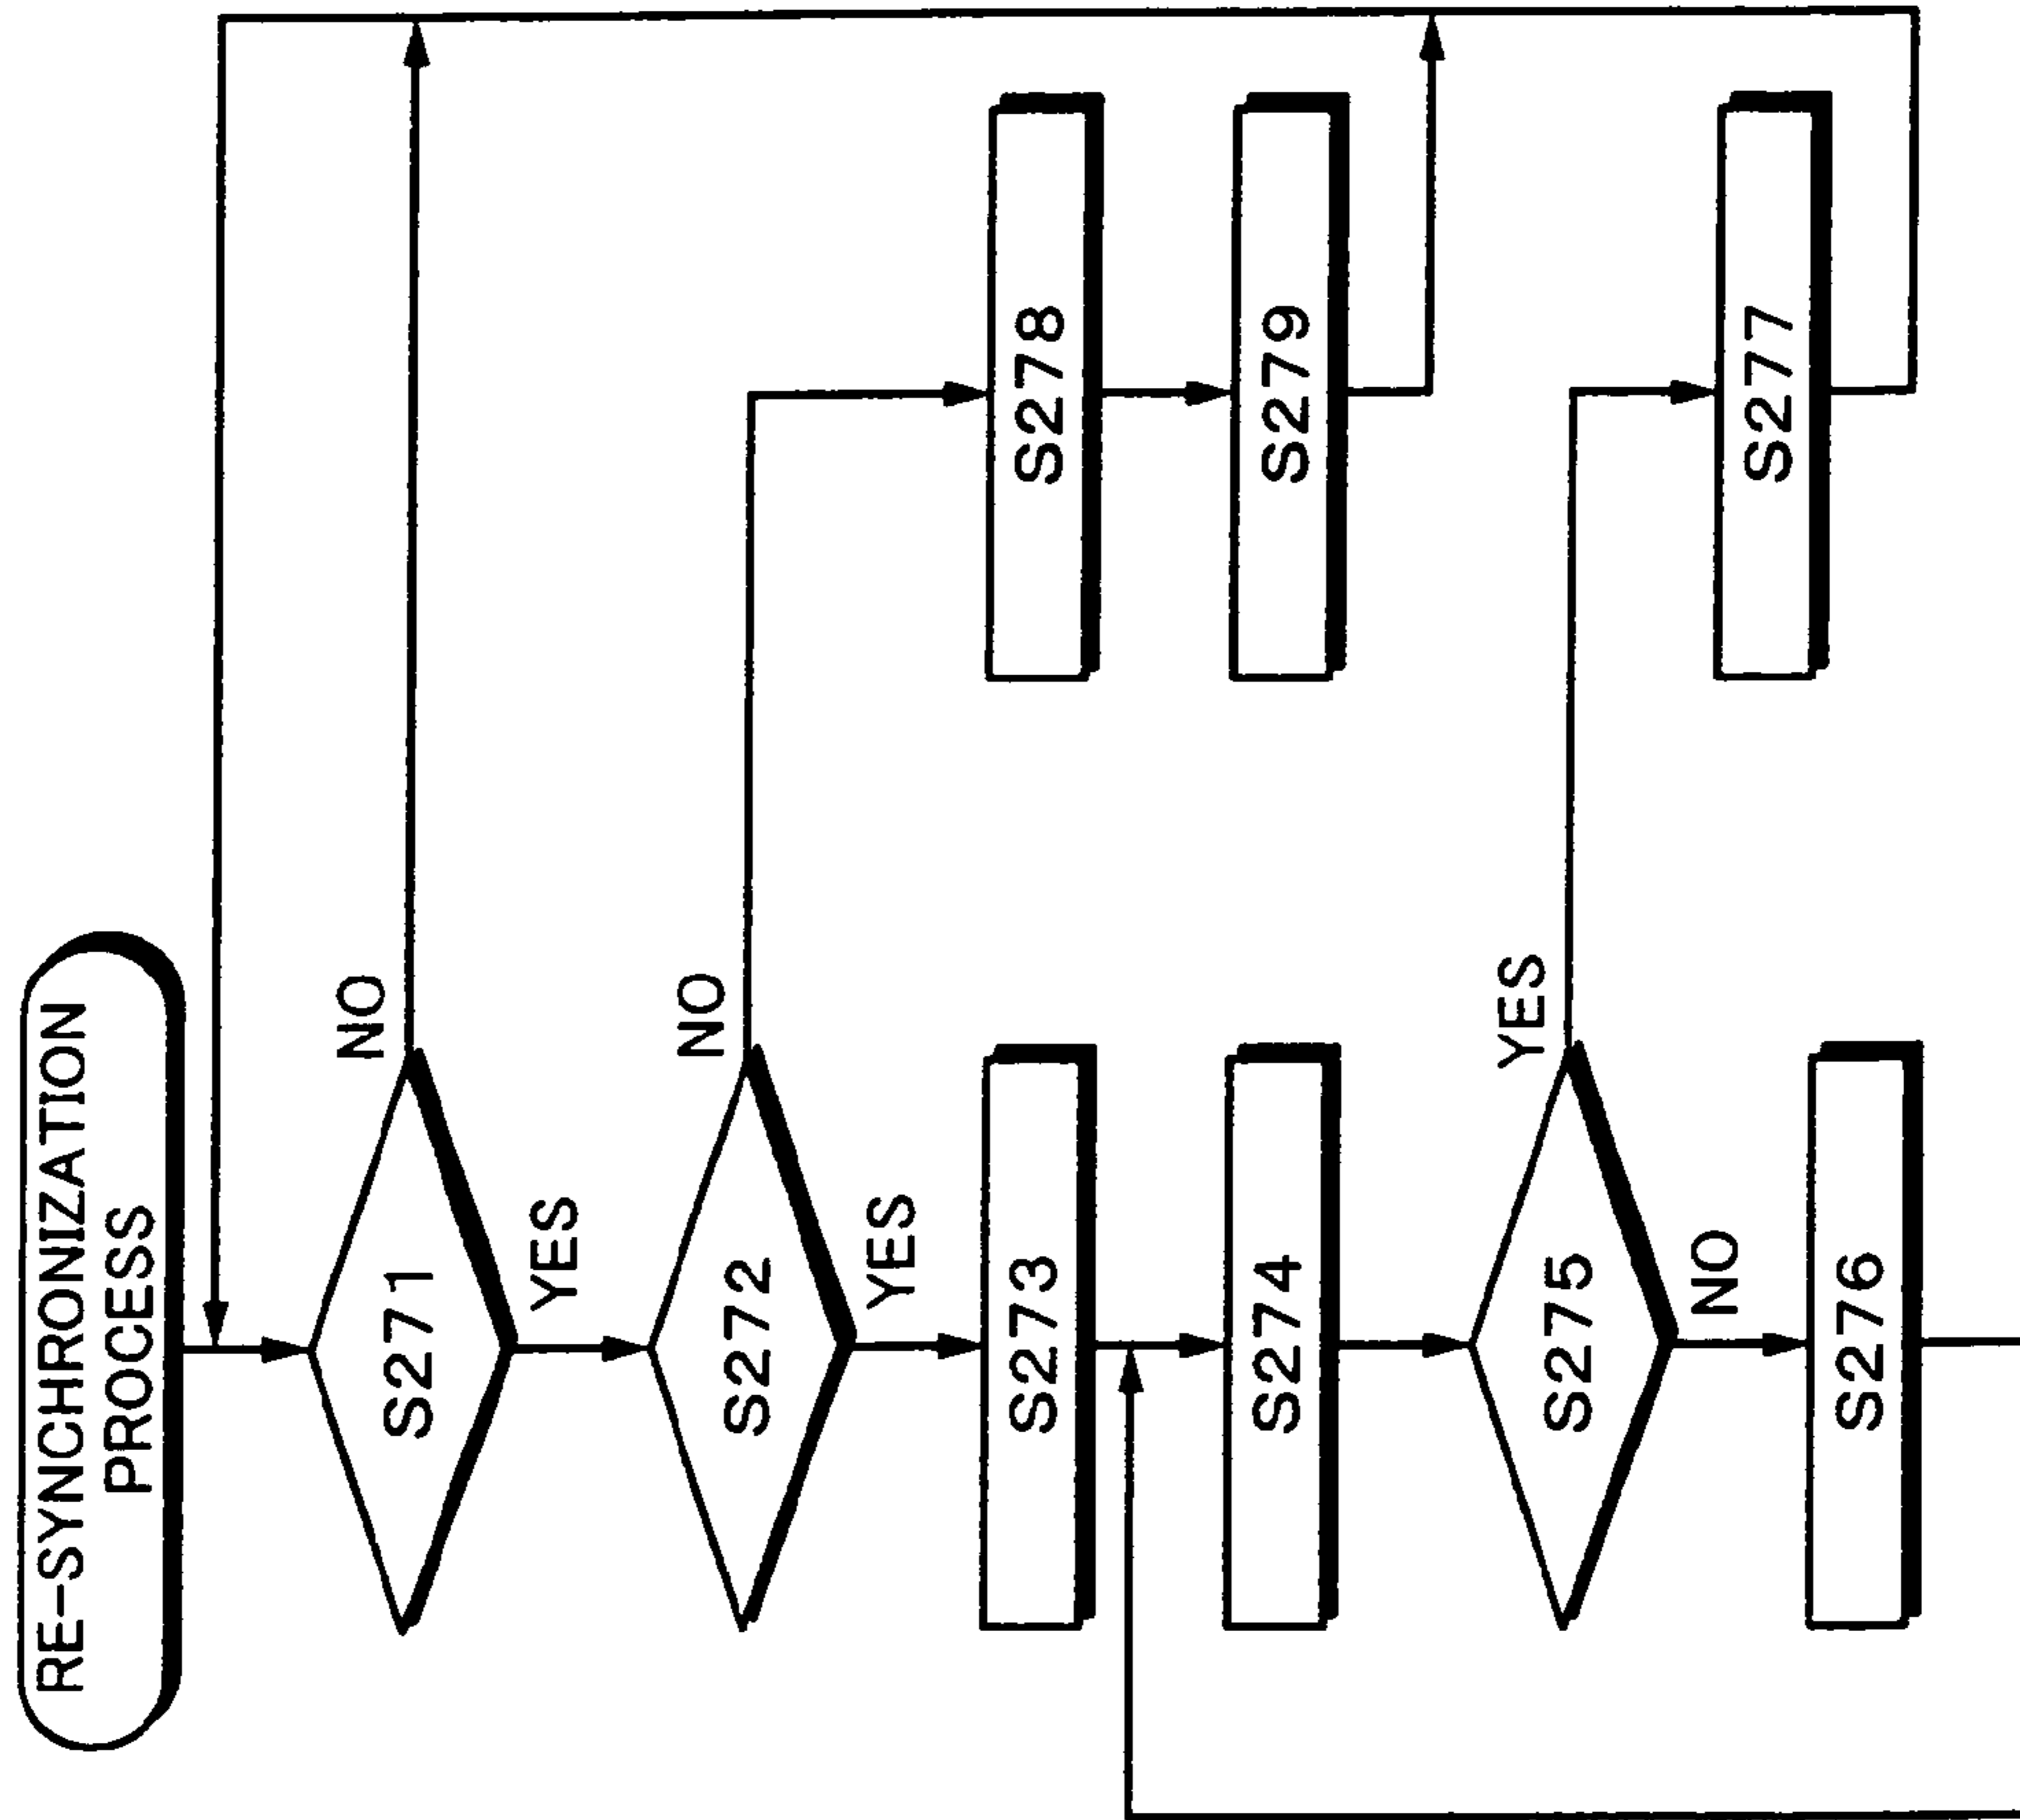 RE-SYNCHRONIZATION
PROCESS
S271
NO
YES
S272
NO
YES
S273
S278
S274
S279
S275
YES
NO
S277
S276